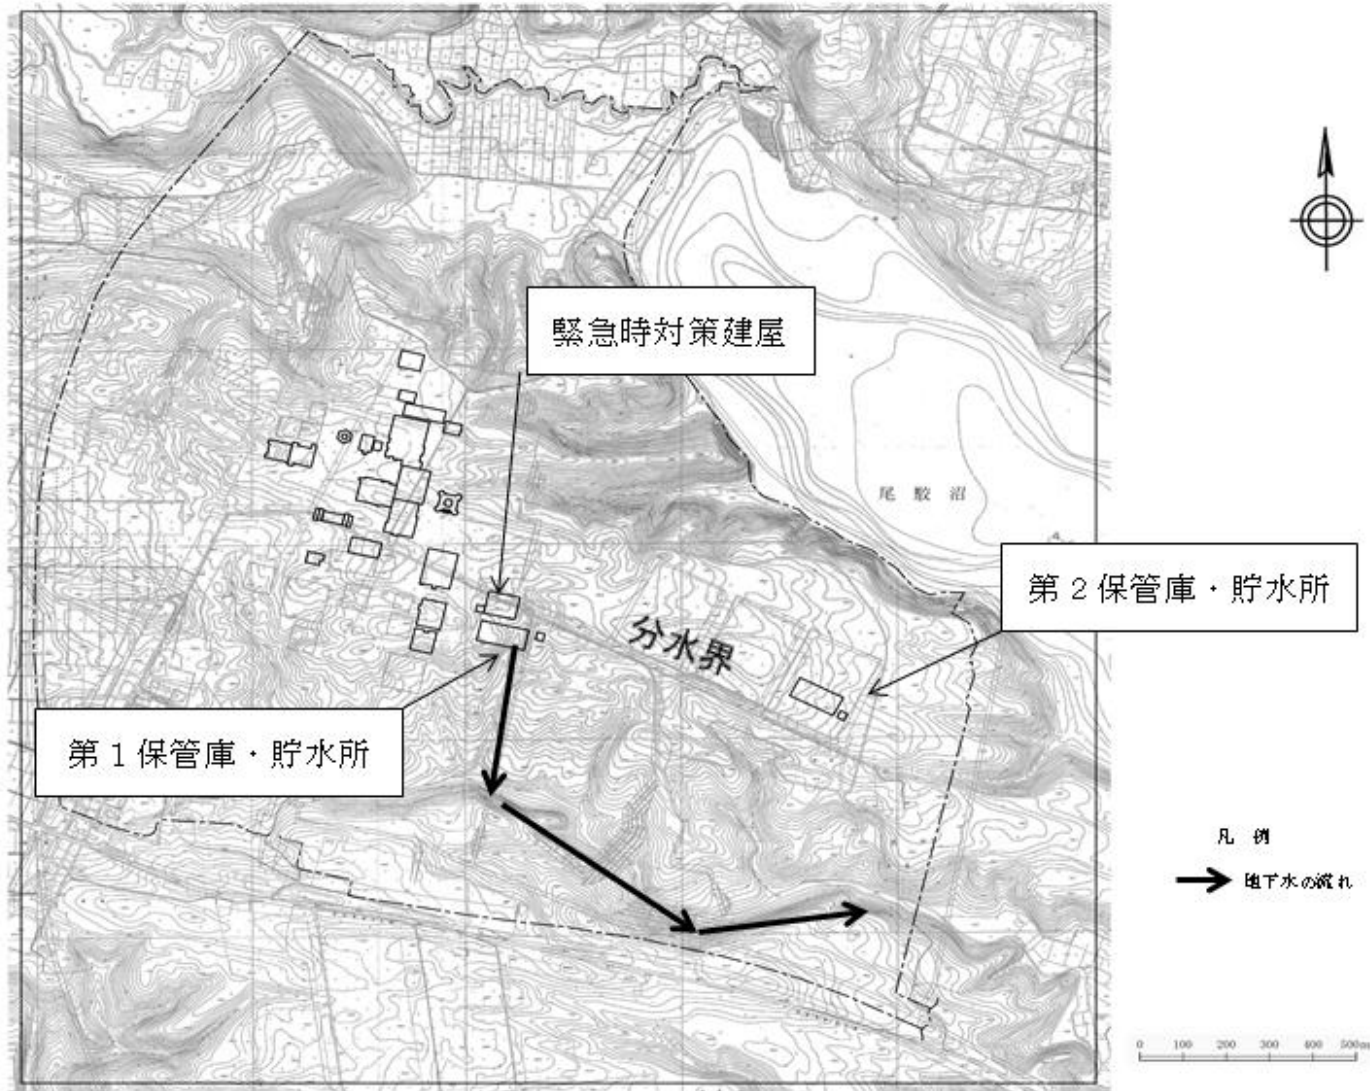 緊急時対策建屋
尾駮沼
第2保管庫・貯水所
分水界
第1保管庫・貯水所
凡例
地下水の流れ
0 100 200 300 400 500m